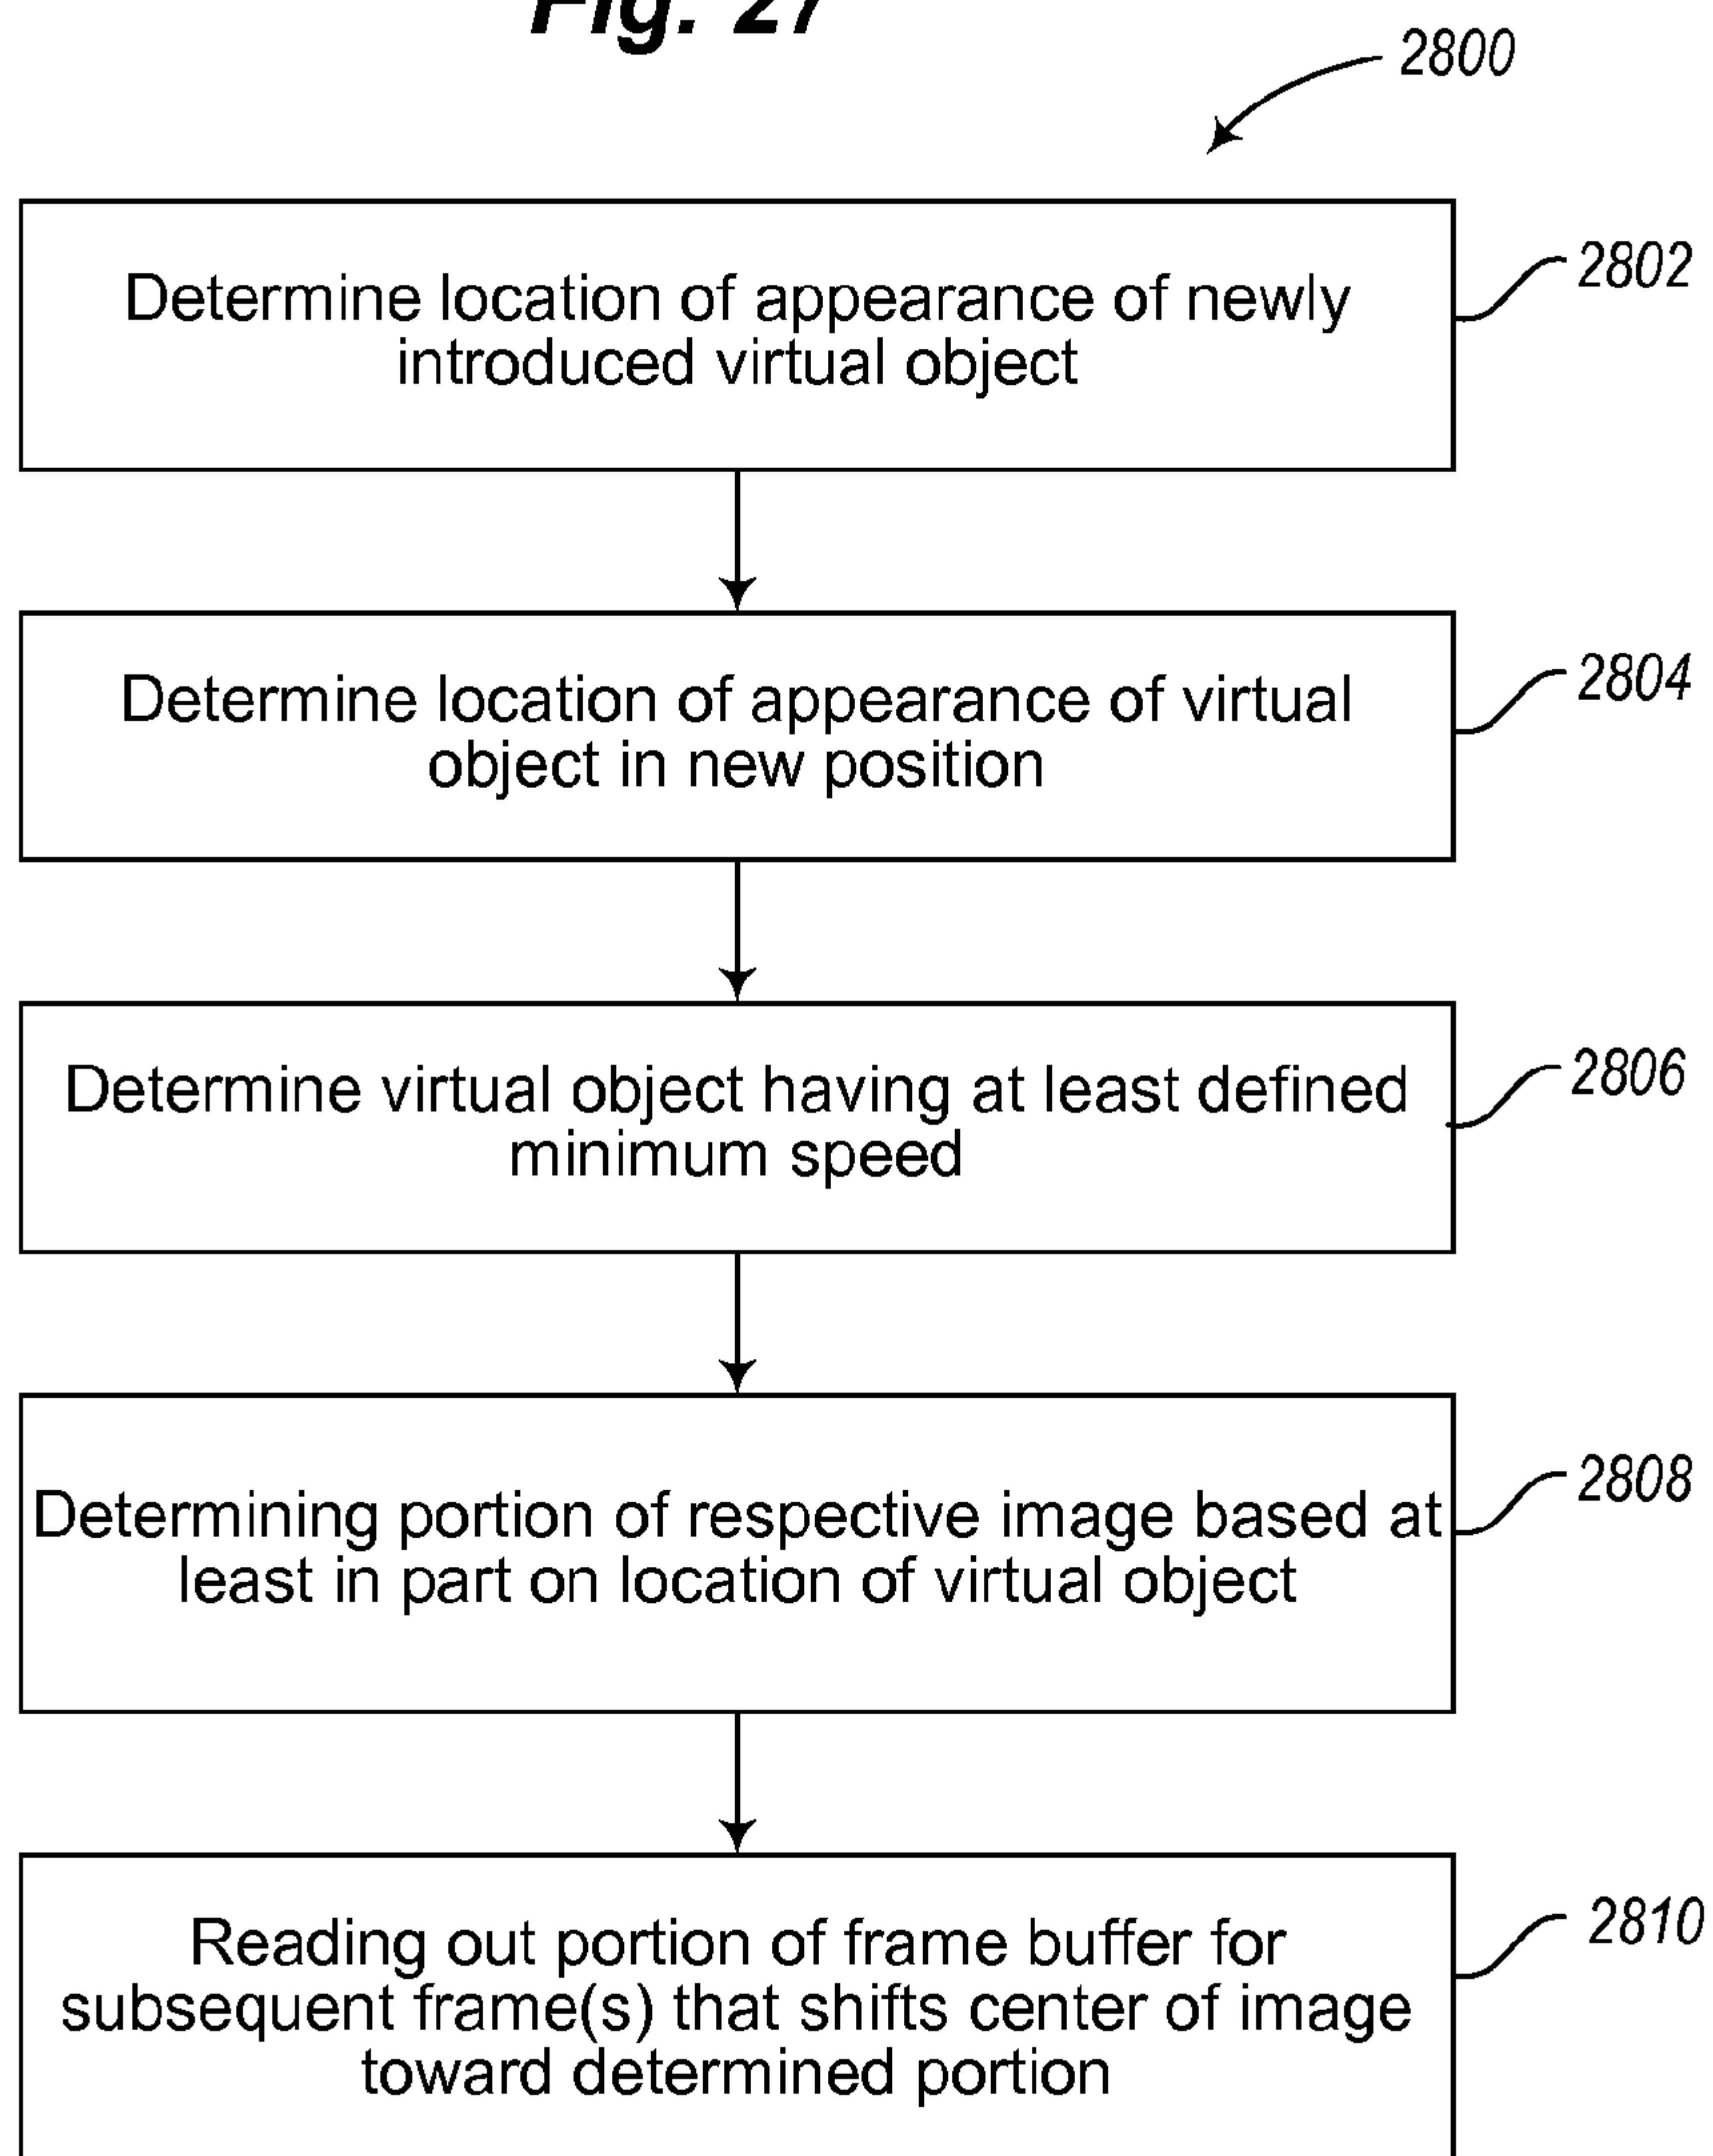 Fig. 27
2800
Determine location of appearance of newly
introduced virtual object
2802
Determine location of appearance of virtual
object in new position
2804
Determine virtual object having at least defined
minimum speed
2806
Determining portion of respective image based at
least in part on location of virtual object
2808
Reading out portion of frame buffer for
subsequent frame(s) that shifts center of image
toward determined portion
2810